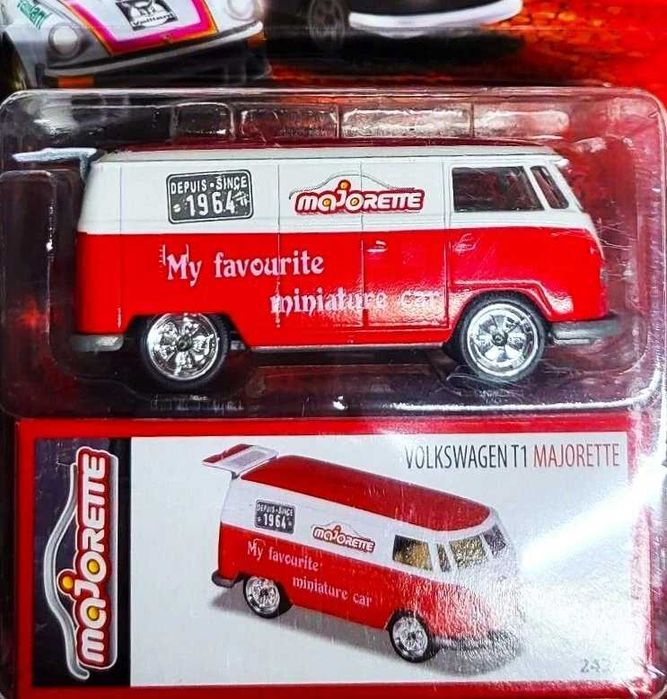 DEPUIS • SINCE
1964
majorette
My favourite
miniature car
majorette
VOLKSWAGEN T1 MAJORETTE
DEPUIS • SINCE
1964
majorette
My favourite
miniature car